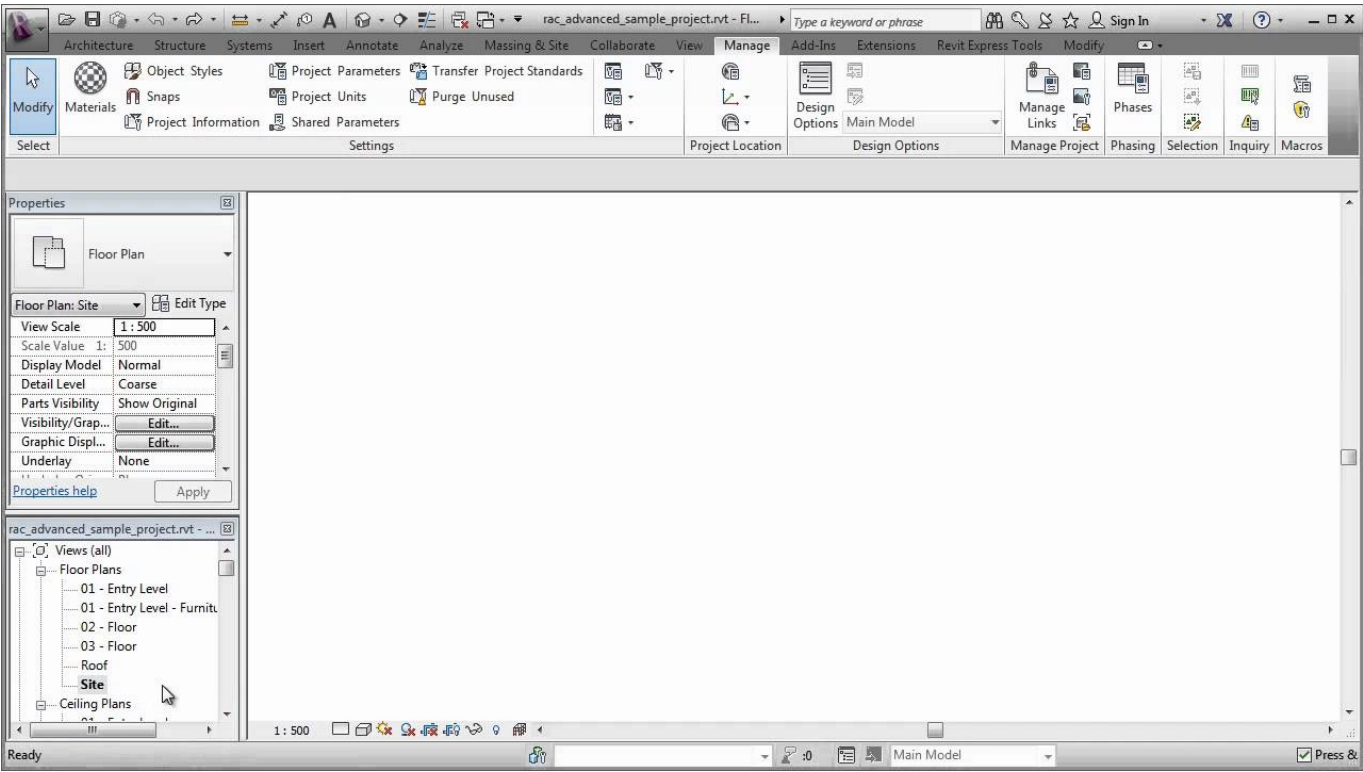 rac_advanced_sample_project.rvt - Fl... Type a keyword or phrase Sign In
Architecture Structure Systems Insert Annotate Analyze Massing & Site Collaborate View Manage Add-Ins Extensions Revit Express Tools Modify
Modify
Materials
Object Styles
Snaps
Project Information
Project Parameters
Project Units
Shared Parameters
Transfer Project Standards
Purge Unused
Design Options
Main Model
Manage Links
Phases
Select Settings Project Location Design Options Manage Project Phasing Selection Inquiry Macros
Properties
Floor Plan
Floor Plan: Site Edit Type
View Scale 1 : 500
Scale Value 1: 500
Display Model Normal
Detail Level Coarse
Parts Visibility Show Original
Visibility/Grap... Edit...
Graphic Displ... Edit...
Underlay None
Properties help Apply
rac_advanced_sample_project.rvt - ...
Views (all)
Floor Plans
01 - Entry Level
01 - Entry Level - Furnitu
02 - Floor
03 - Floor
Roof
Site
Ceiling Plans
1 : 500
Ready :0 Main Model Press &